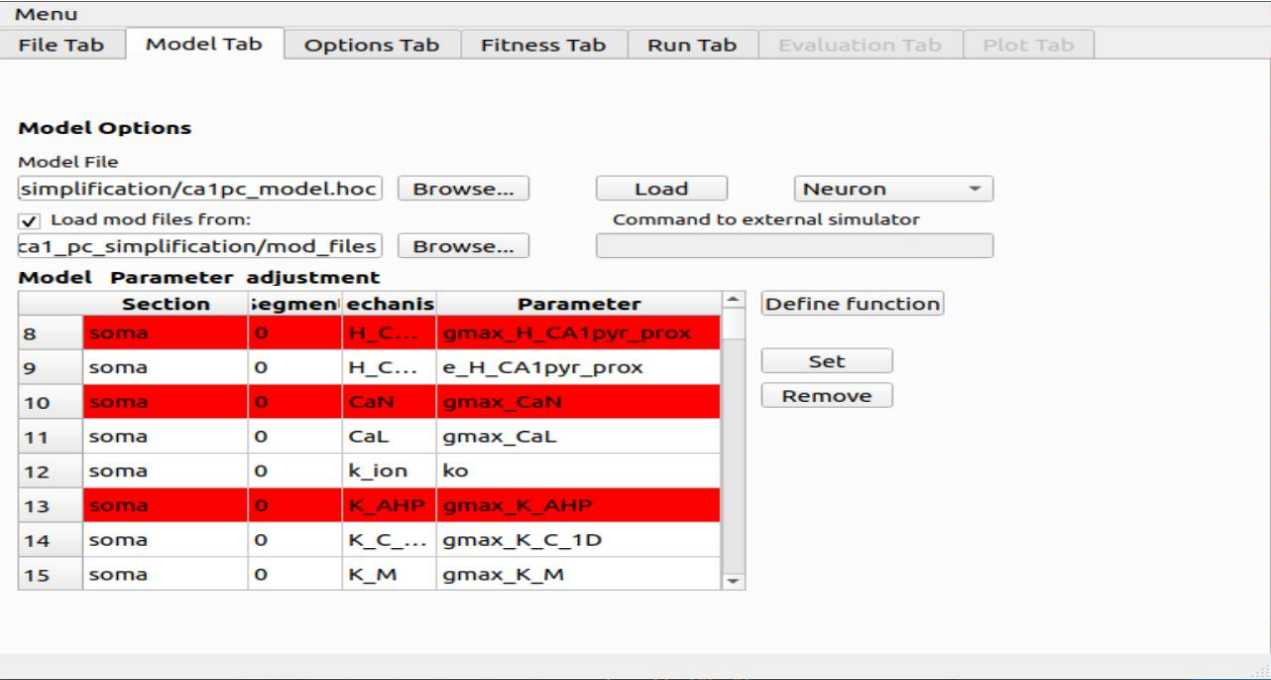 Menu
File Tab Model Tab Options Tab Fitness Tab Run Tab Evaluation Tab Plot Tab
Model Options
Model File
simplification/ca1pc_model.hoc Browse... Load Neuron
Load mod files from: Command to external simulator
ca1_pc_simplification/mod_files Browse...
Model Parameter adjustment
Section Segment echanis Parameter Define function
8 soma 0 H_C... gmax_H_CA1pyr_prox
9 soma 0 H_C... e_H_CA1pyr_prox Set
10 soma 0 CaN gmax_CaN Remove
11 soma 0 CaL gmax_CaL
12 soma 0 k_ion ko
13 soma 0 K_AHP gmax_K_AHP
14 soma 0 K_C_... gmax_K_C_1D
15 soma 0 K_M gmax_K_M